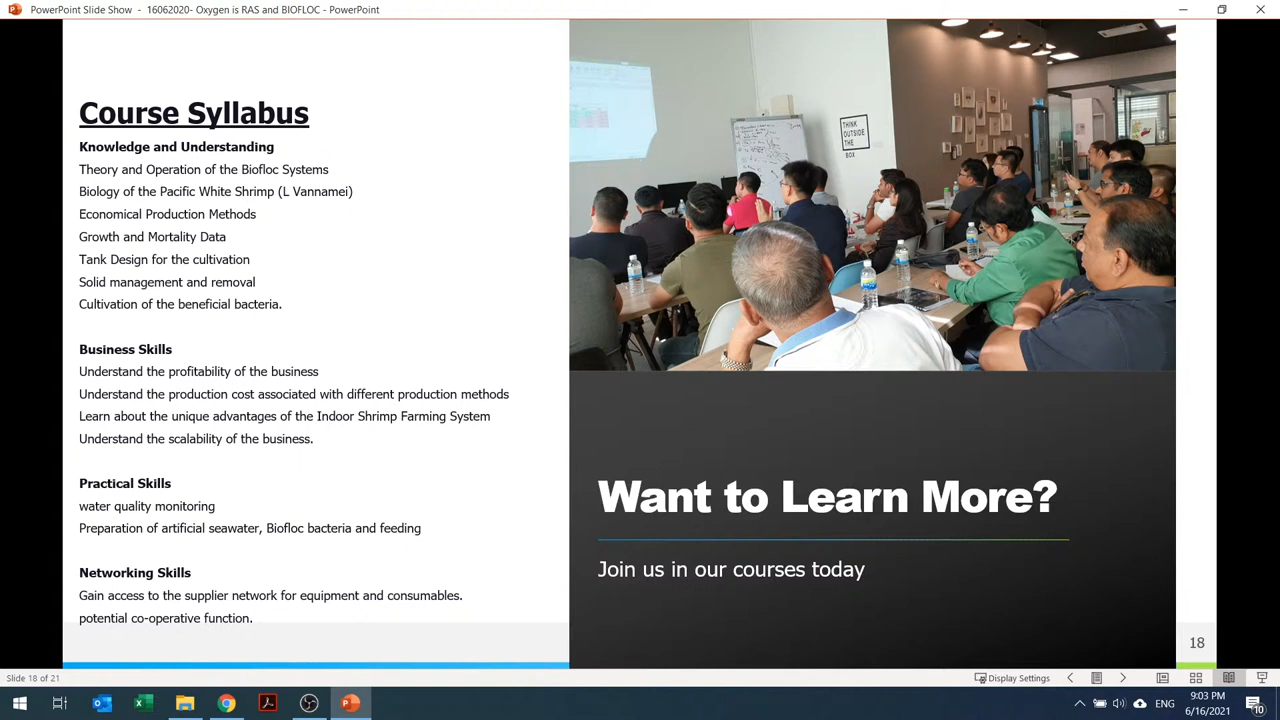 PowerPoint Slide Show - 16062020- Oxygen is RAS and BIOFLOC - PowerPoint
Course Syllabus
Knowledge and Understanding
Theory and Operation of the Biofloc Systems
Biology of the Pacific White Shrimp (L Vannamei)
Economical Production Methods
Growth and Mortality Data
Tank Design for the cultivation
Solid management and removal
Cultivation of the beneficial bacteria.
Business Skills
Understand the profitability of the business
Understand the production cost associated with different production methods
Learn about the unique advantages of the Indoor Shrimp Farming System
Understand the scalability of the business.
Practical Skills
water quality monitoring
Preparation of artificial seawater, Biofloc bacteria and feeding
Networking Skills
Gain access to the supplier network for equipment and consumables.
potential co-operative function.
THINK
OUTSIDE
THE
BOX
Want to Learn More?
Join us in our courses today
18
Slide 18 of 21
Display Settings
ENG
9:03 PM
6/16/2021
10